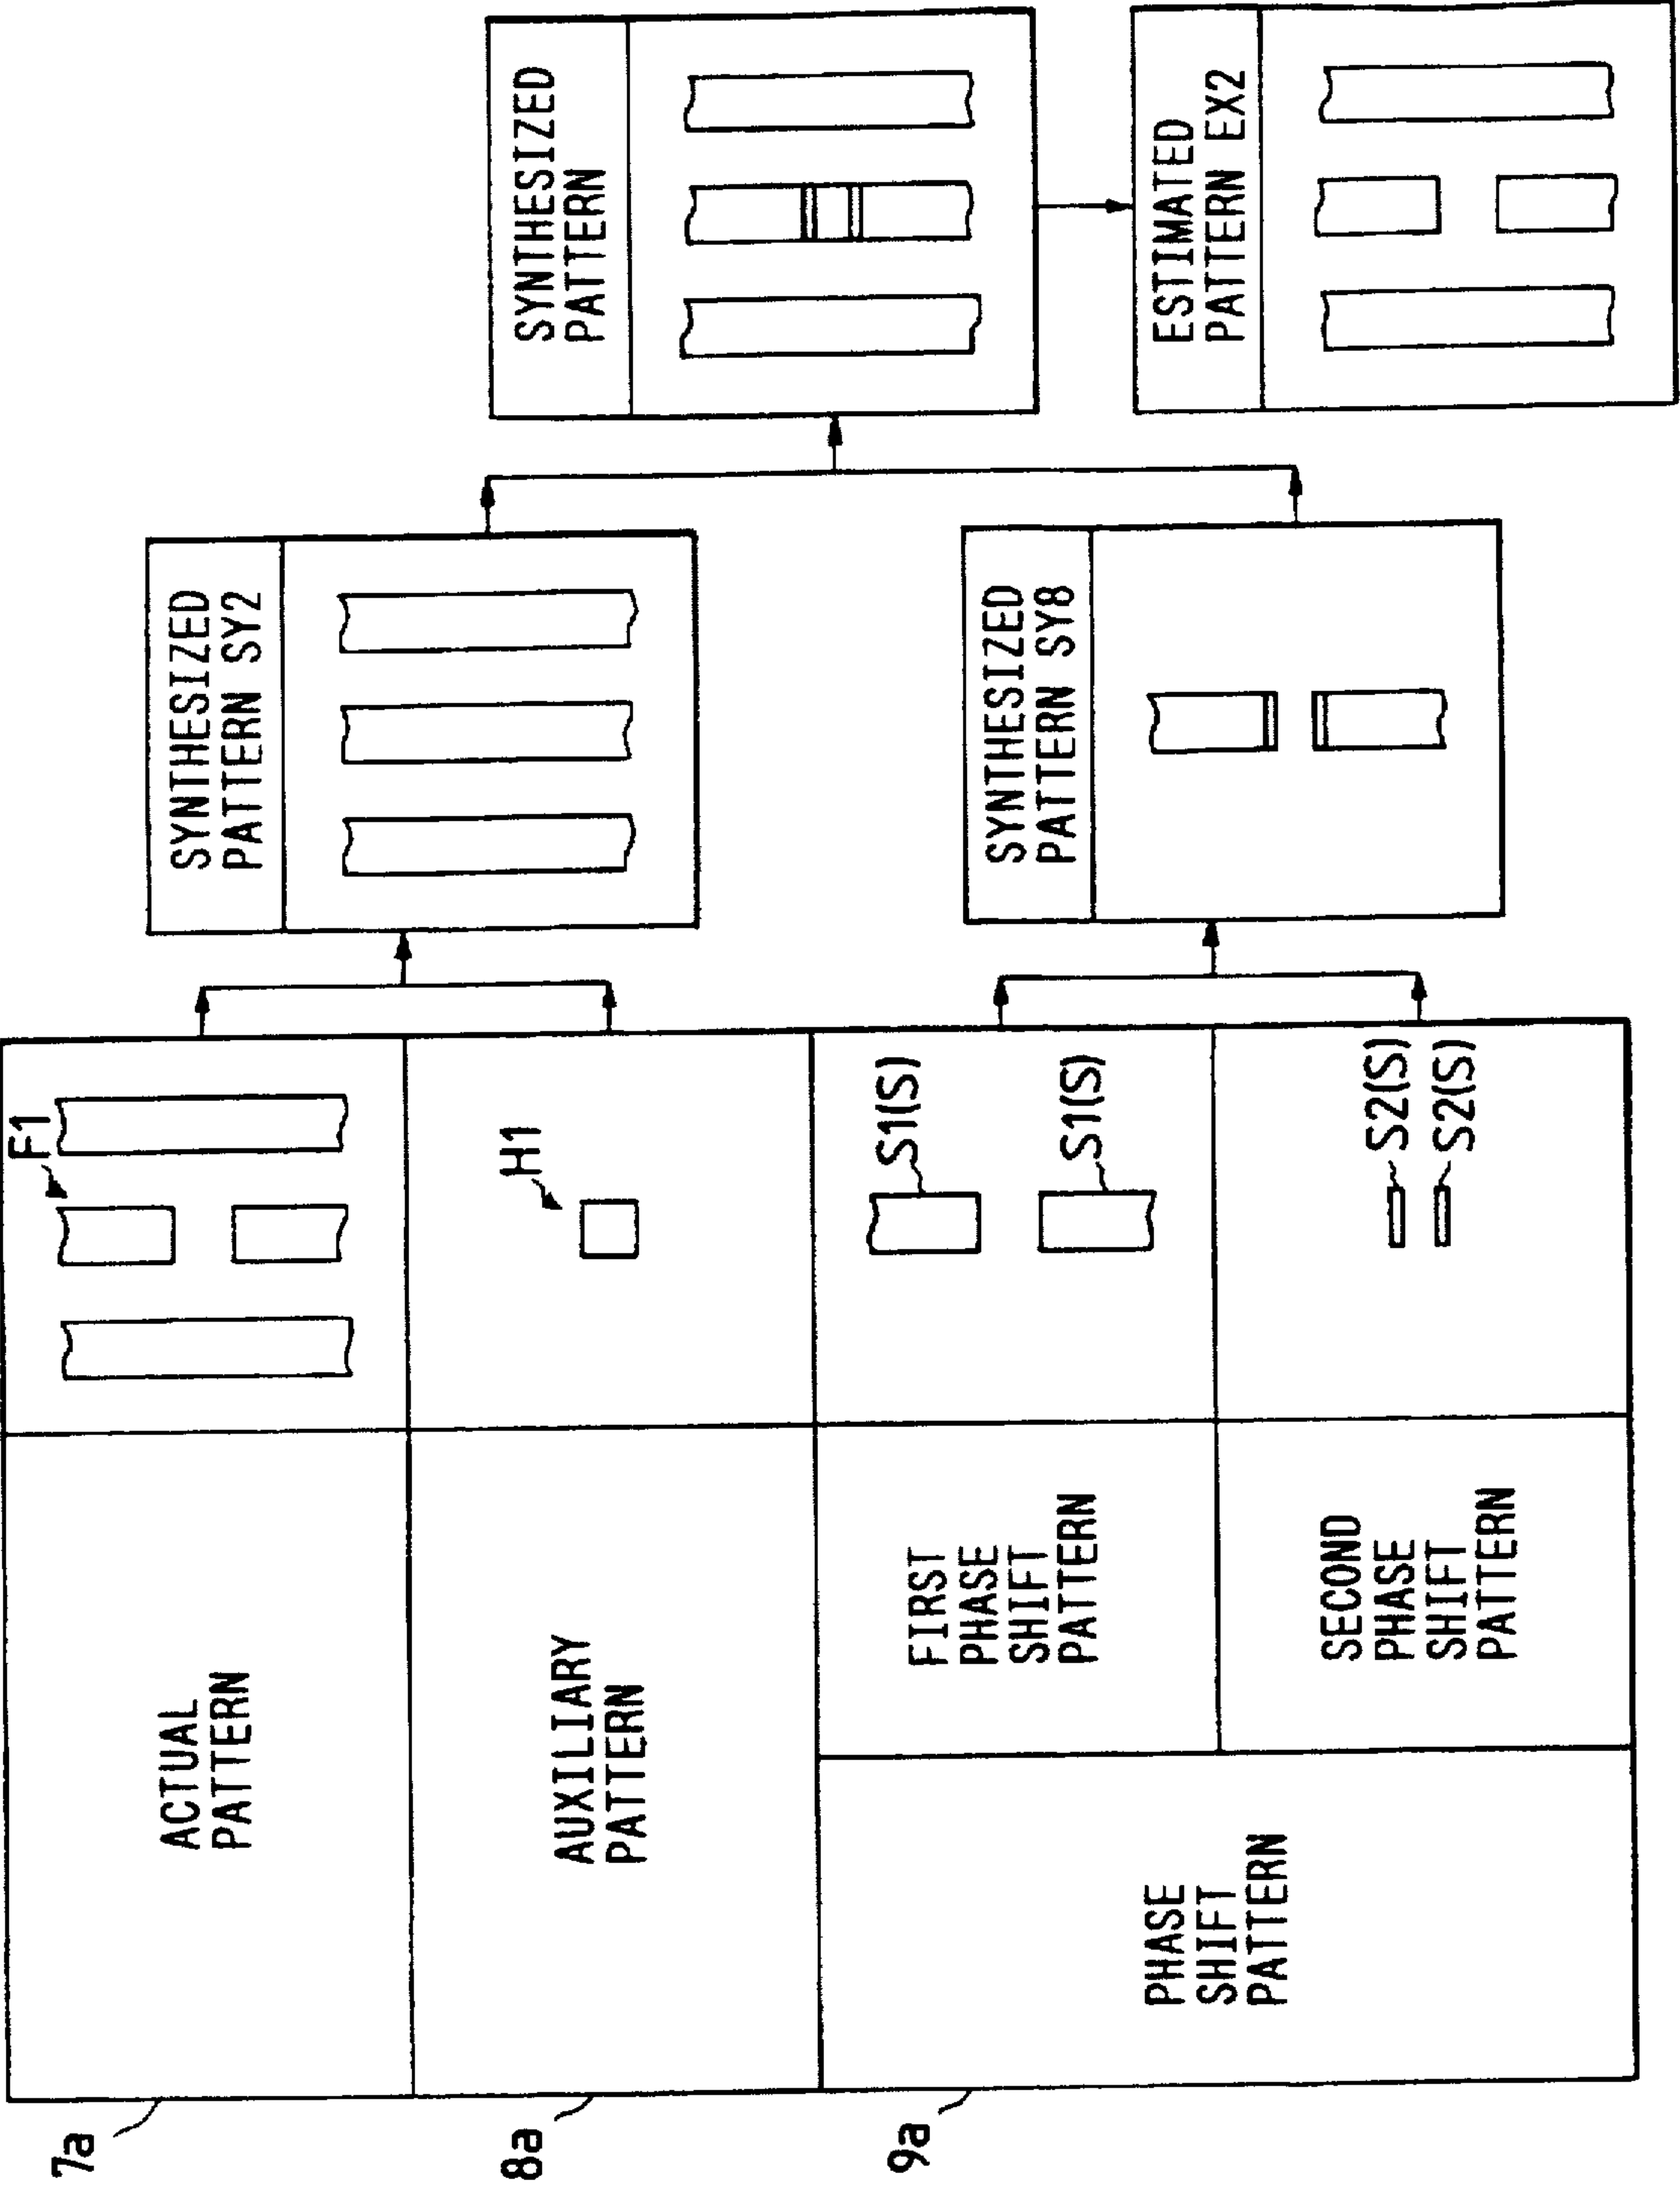 7a
ACTUAL
PATTERN
F1
8a
AUXILIARY
PATTERN
H1
9a
PHASE
SHIFT
PATTERN
FIRST
PHASE
SHIFT
PATTERN
S1(S)
S1(S)
SECOND
PHASE
SHIFT
PATTERN
S2(S)
S2(S)
SYNTHESIZED
PATTERN SY2
SYNTHESIZED
PATTERN SY8
SYNTHESIZED
PATTERN
ESTIMATED
PATTERN EX2